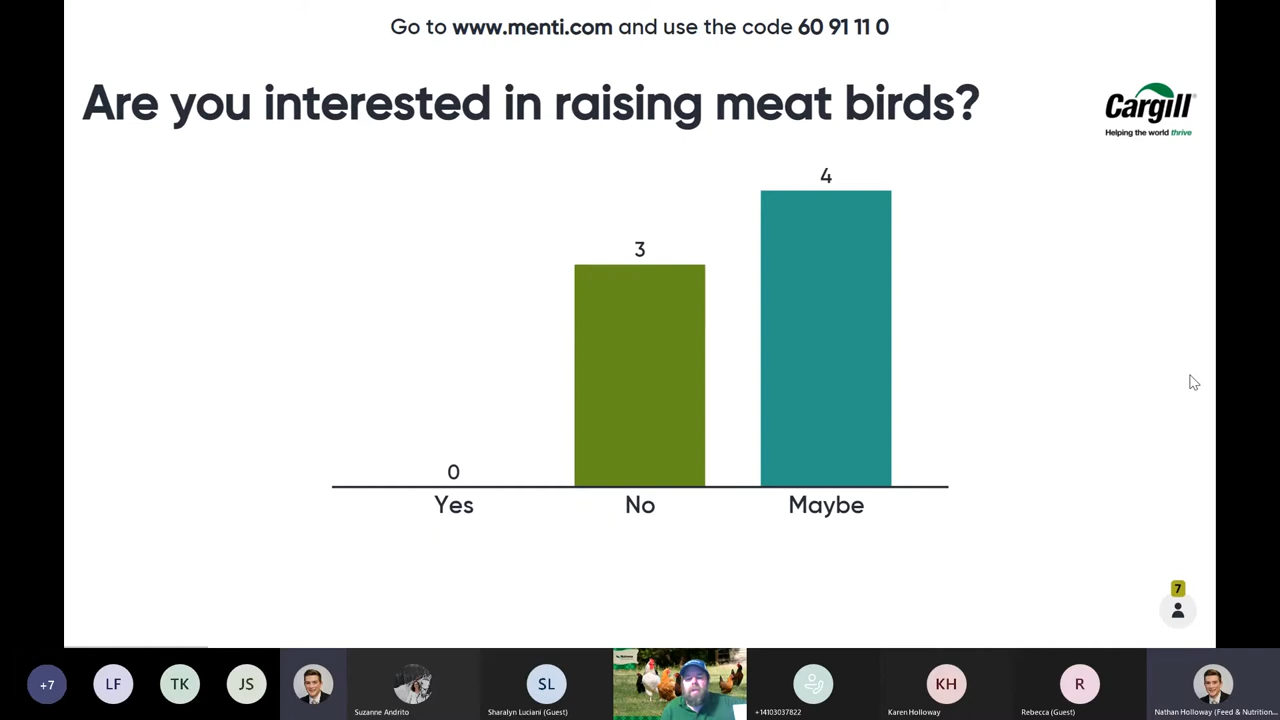 Go to www.menti.com and use the code 60 91 11 0
Are you interested in raising meat birds?
Cargill®
Helping the world thrive
4
3
0
Yes
No
Maybe
7
+7
LF
TK
JS
SL
KH
R
Suzanne Andrito
Sharalyn Luciani (Guest)
+14103037822
Karen Holloway
Rebecca (Guest)
Nathan Holloway (Feed & Nutrition...